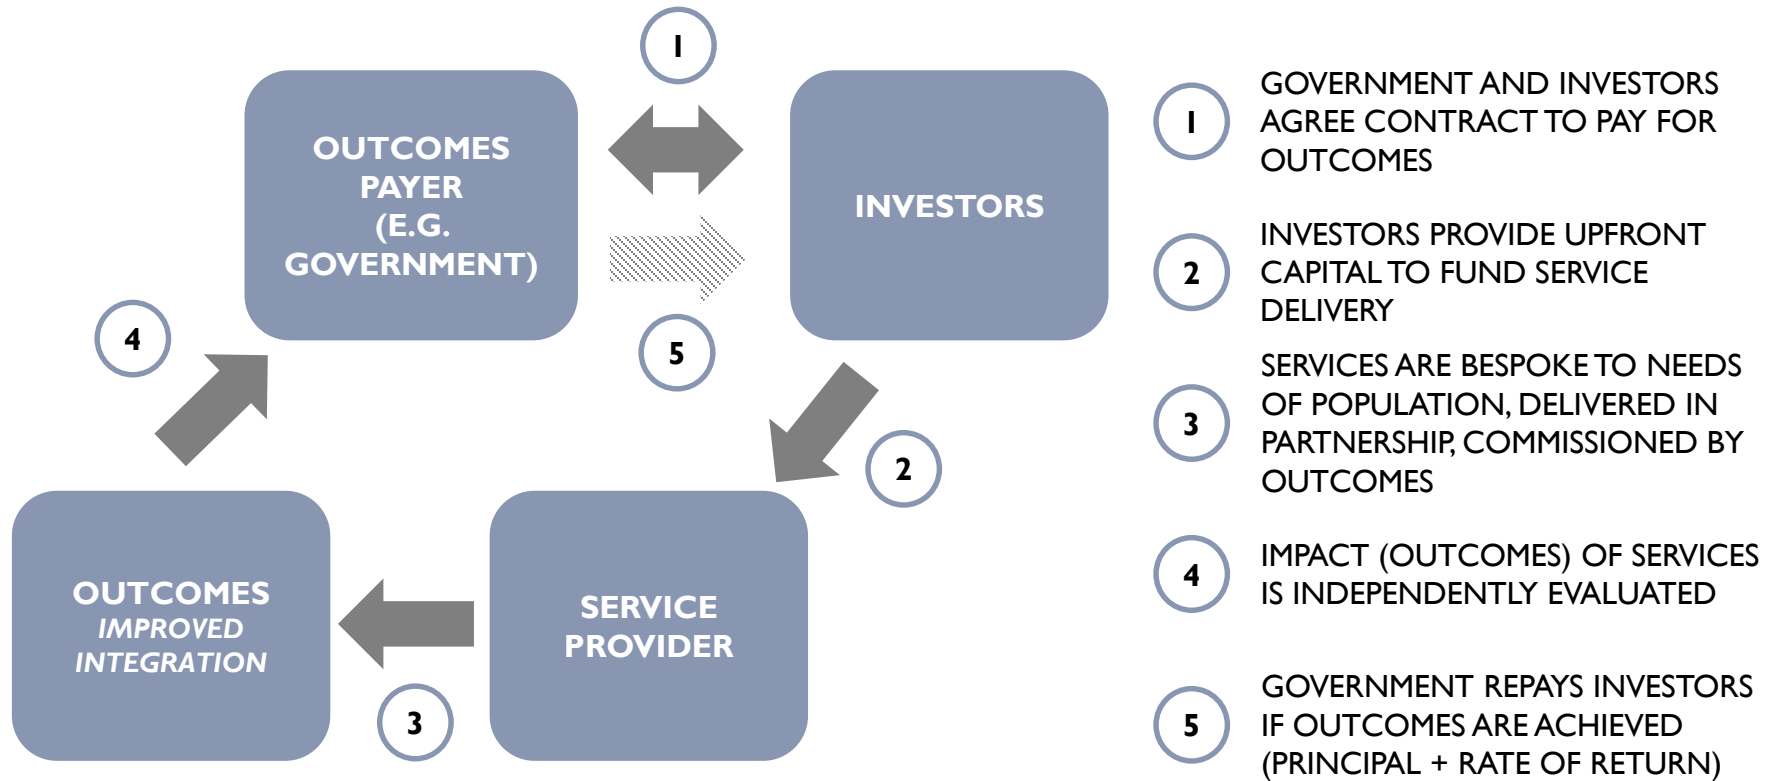 1
OUTCOMES
PAYER
(E.G.
GOVERNMENT)
INVESTORS
4
5
2
OUTCOMES
IMPROVED
INTEGRATION
SERVICE
PROVIDER
3
1
GOVERNMENT AND INVESTORS
AGREE CONTRACT TO PAY FOR
OUTCOMES
2
INVESTORS PROVIDE UPFRONT
CAPITAL TO FUND SERVICE
DELIVERY
3
SERVICES ARE BESPOKE TO NEEDS
OF POPULATION, DELIVERED IN
PARTNERSHIP, COMMISSIONED BY
OUTCOMES
4
IMPACT (OUTCOMES) OF SERVICES
IS INDEPENDENTLY EVALUATED
5
GOVERNMENT REPAYS INVESTORS
IF OUTCOMES ARE ACHIEVED
(PRINCIPAL + RATE OF RETURN)